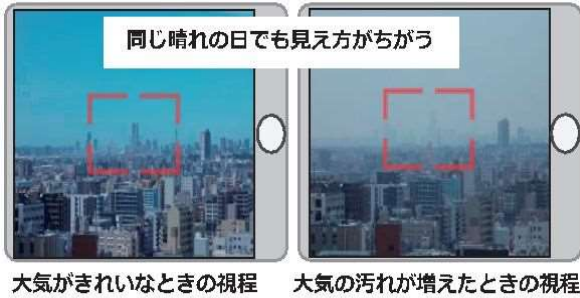 同じ晴れの日でも見え方がちがう
大気がきれいなときの視程
大気の汚れが増えたときの視程